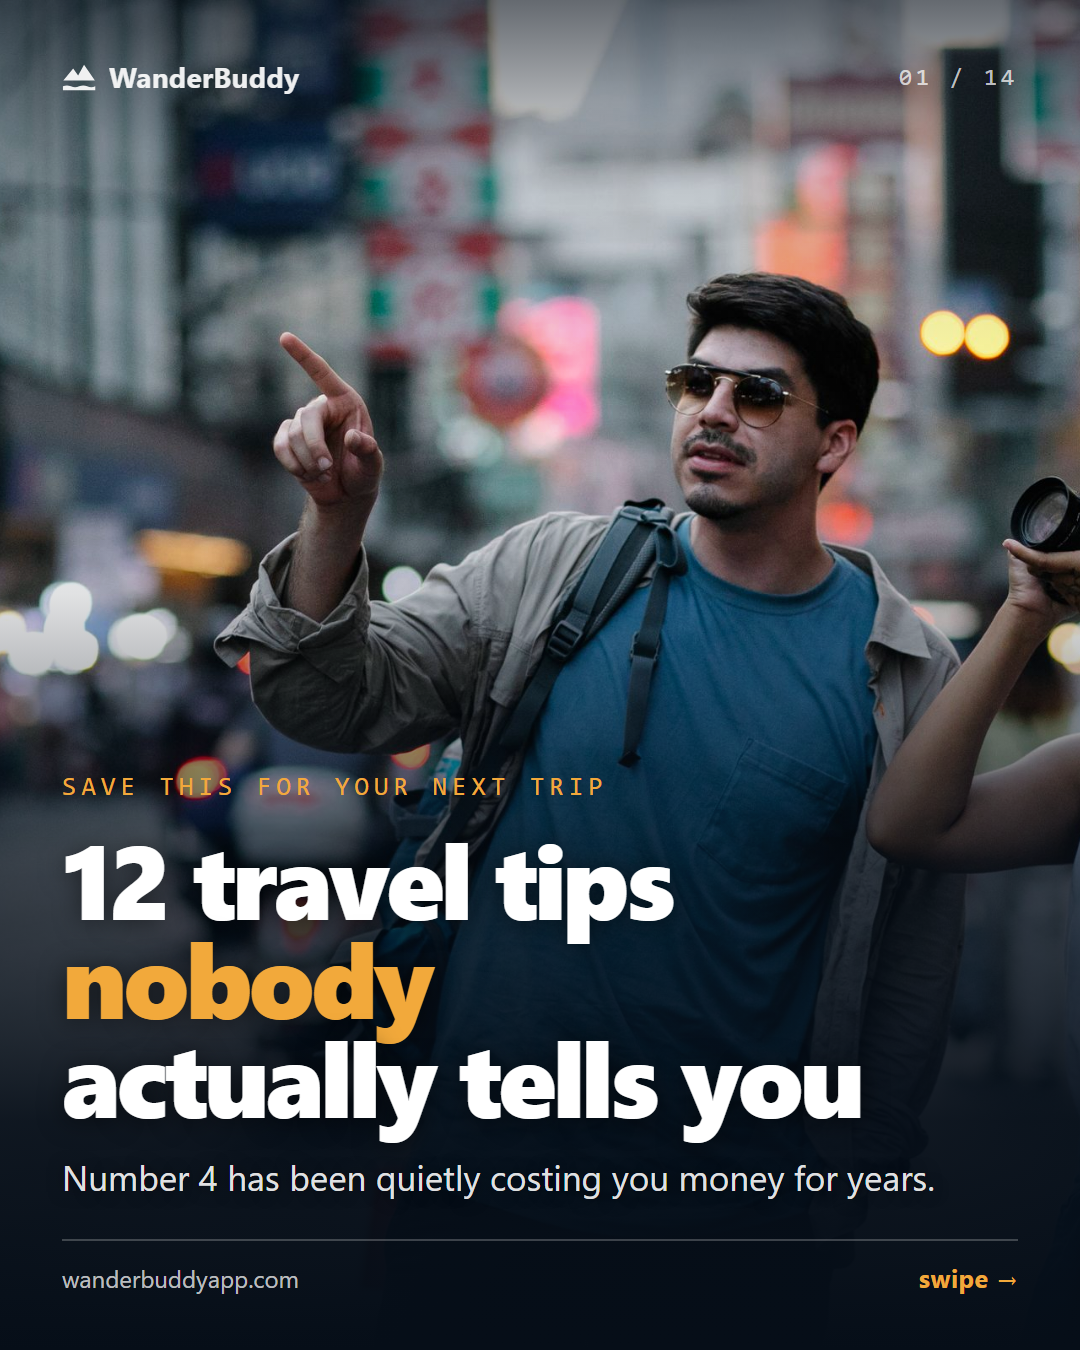 WanderBuddy
01 / 14
SAVE THIS FOR YOUR NEXT TRIP
12 travel tips
nobody
actually tells you
Number 4 has been quietly costing you money for years.
wanderbuddyapp.com
swipe →